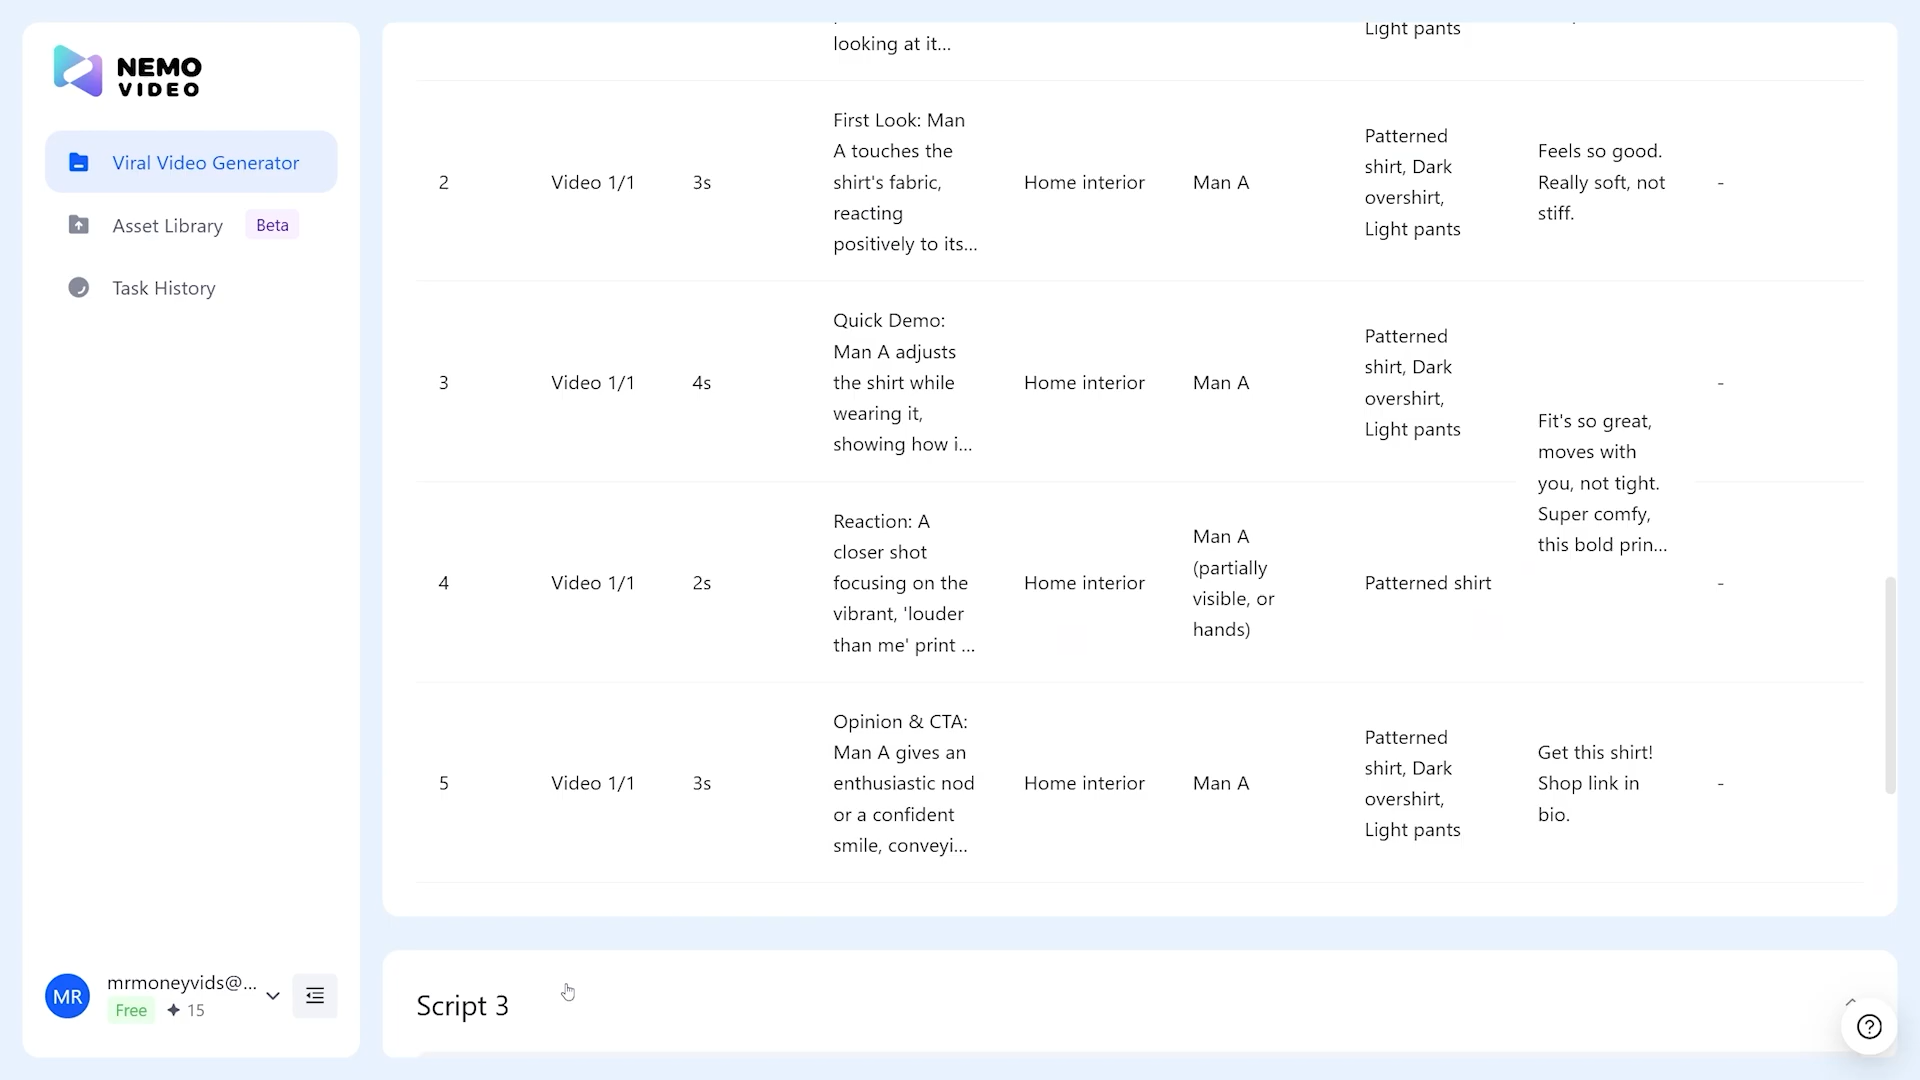 NEMO
VIDEO
Viral Video Generator
Asset Library Beta
Task History
MR
mrmoneyvids@...
Free 15
looking at it...
Light pants
2
Video 1/1
3s
First Look: Man
A touches the
shirt's fabric,
reacting
positively to its...
Home interior
Man A
Patterned
shirt, Dark
overshirt,
Light pants
Feels so good.
Really soft, not
stiff.
-
3
Video 1/1
4s
Quick Demo:
Man A adjusts
the shirt while
wearing it,
showing how i...
Home interior
Man A
Patterned
shirt, Dark
overshirt,
Light pants
Fit's so great,
moves with
you, not tight.
Super comfy,
this bold prin...
-
4
Video 1/1
2s
Reaction: A
closer shot
focusing on the
vibrant, 'louder
than me' print ...
Home interior
Man A
(partially
visible, or
hands)
Patterned shirt
-
5
Video 1/1
3s
Opinion & CTA:
Man A gives an
enthusiastic nod
or a confident
smile, conveyi...
Home interior
Man A
Patterned
shirt, Dark
overshirt,
Light pants
Get this shirt!
Shop link in
bio.
-
Script 3